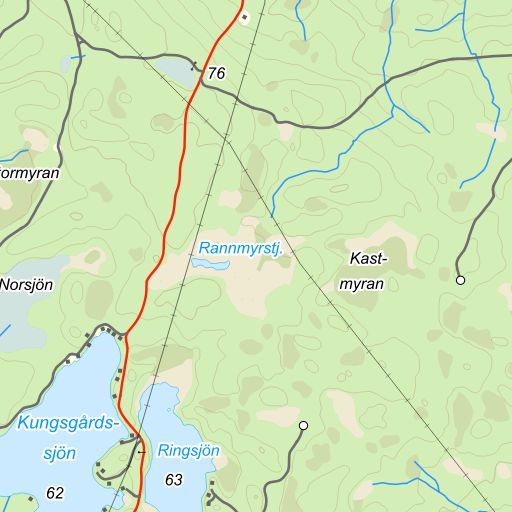 76
ormyran
Rannmyrstj.
Kast-
myran
Norsjön
Kungsgårds-
sjön
Ringsjön
62
63